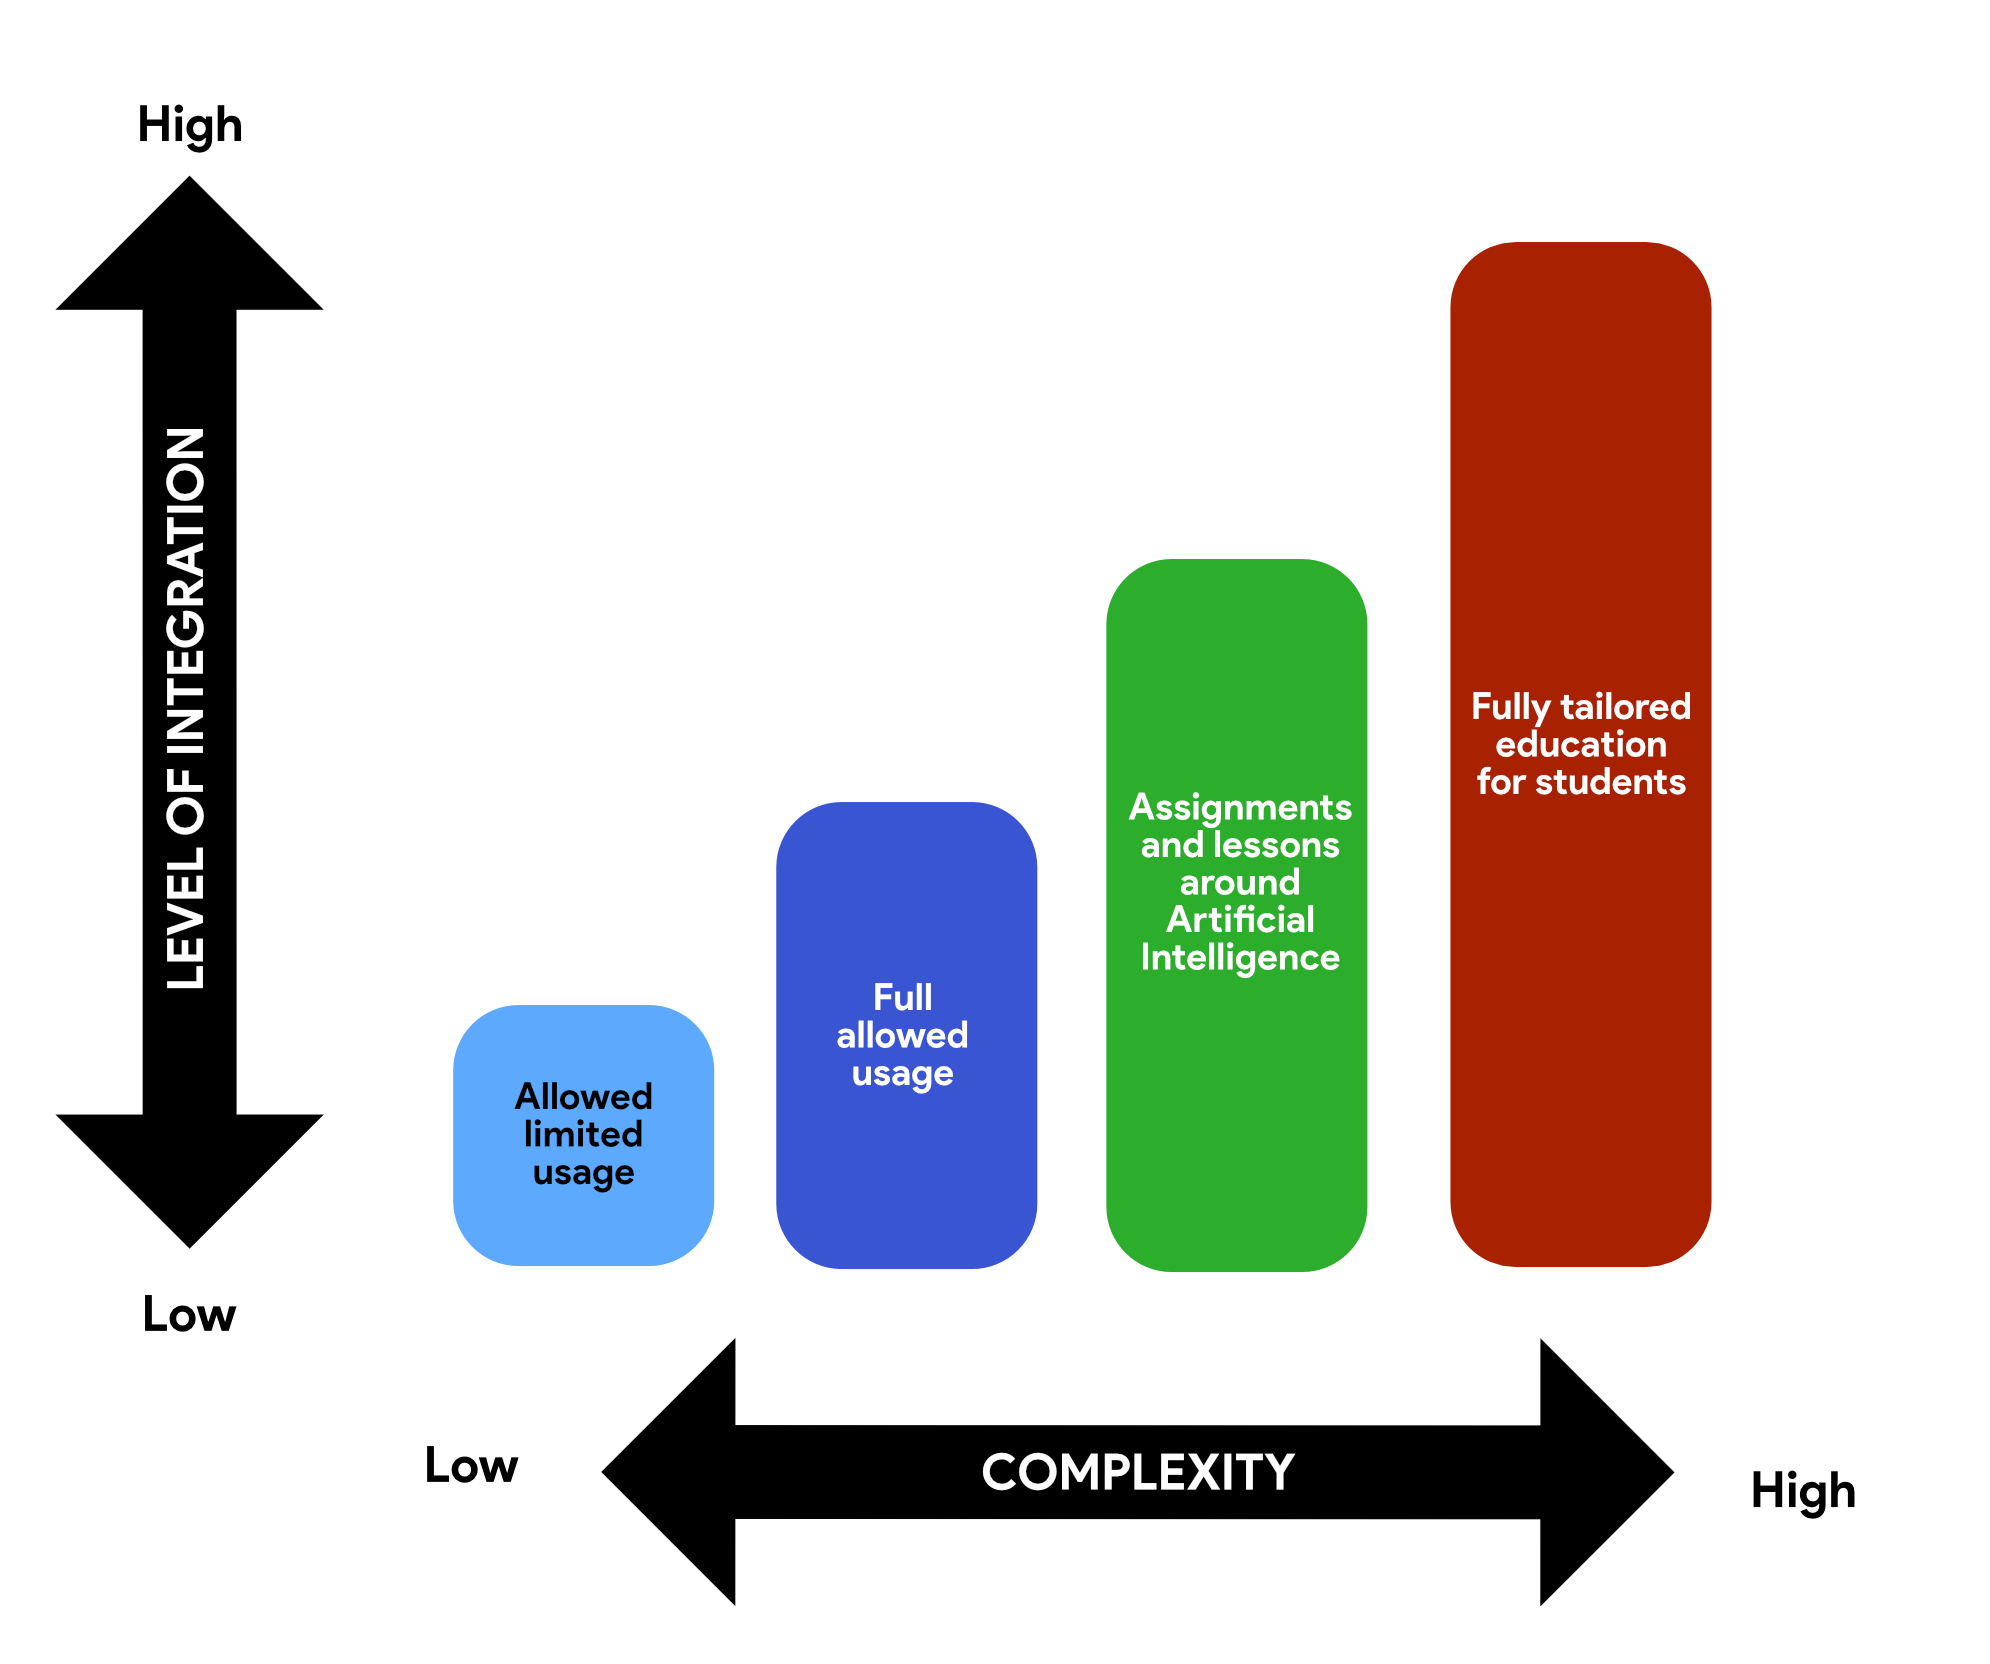 High
LEVEL OF INTEGRATION
Low
Allowed
limited
usage
Full
allowed
usage
Assignments
and lessons
around
Artificial
Intelligence
Fully tailored
education
for students
Low
COMPLEXITY
High